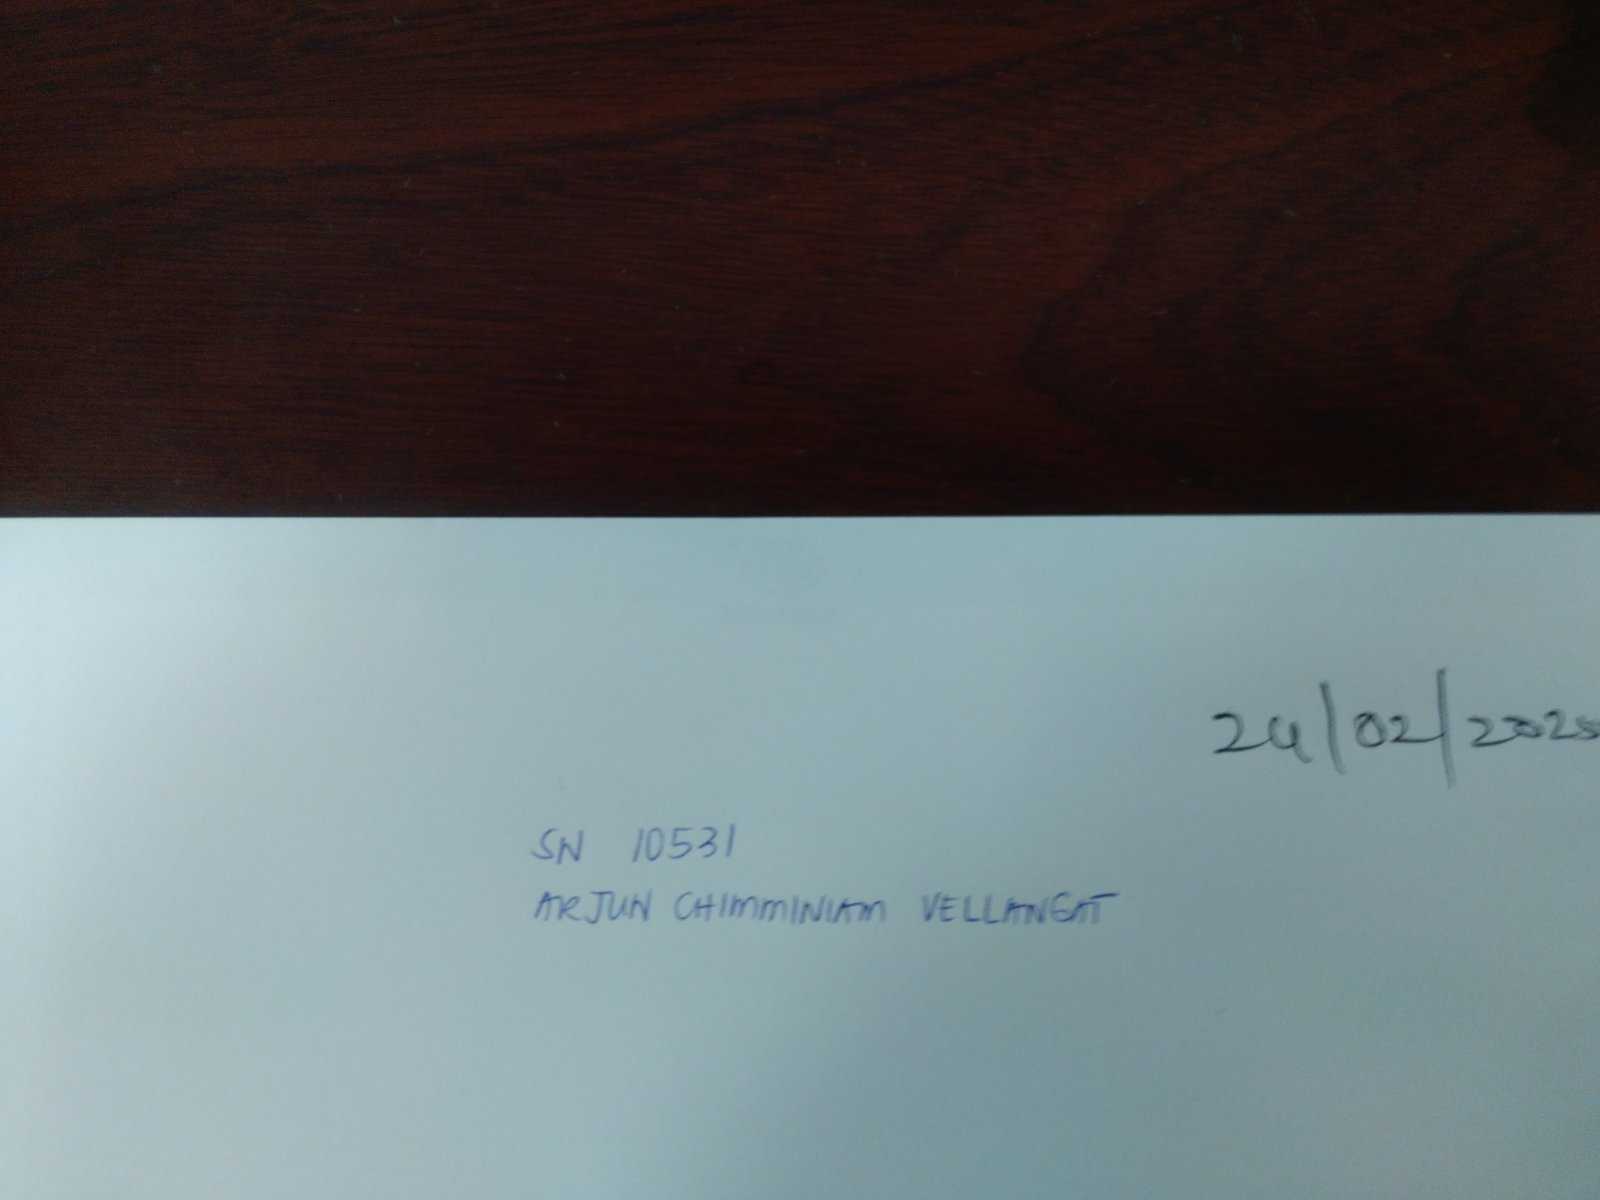 24/02/2025
SN 10531
ARJUN CHIMMINIAM VELLANGAT